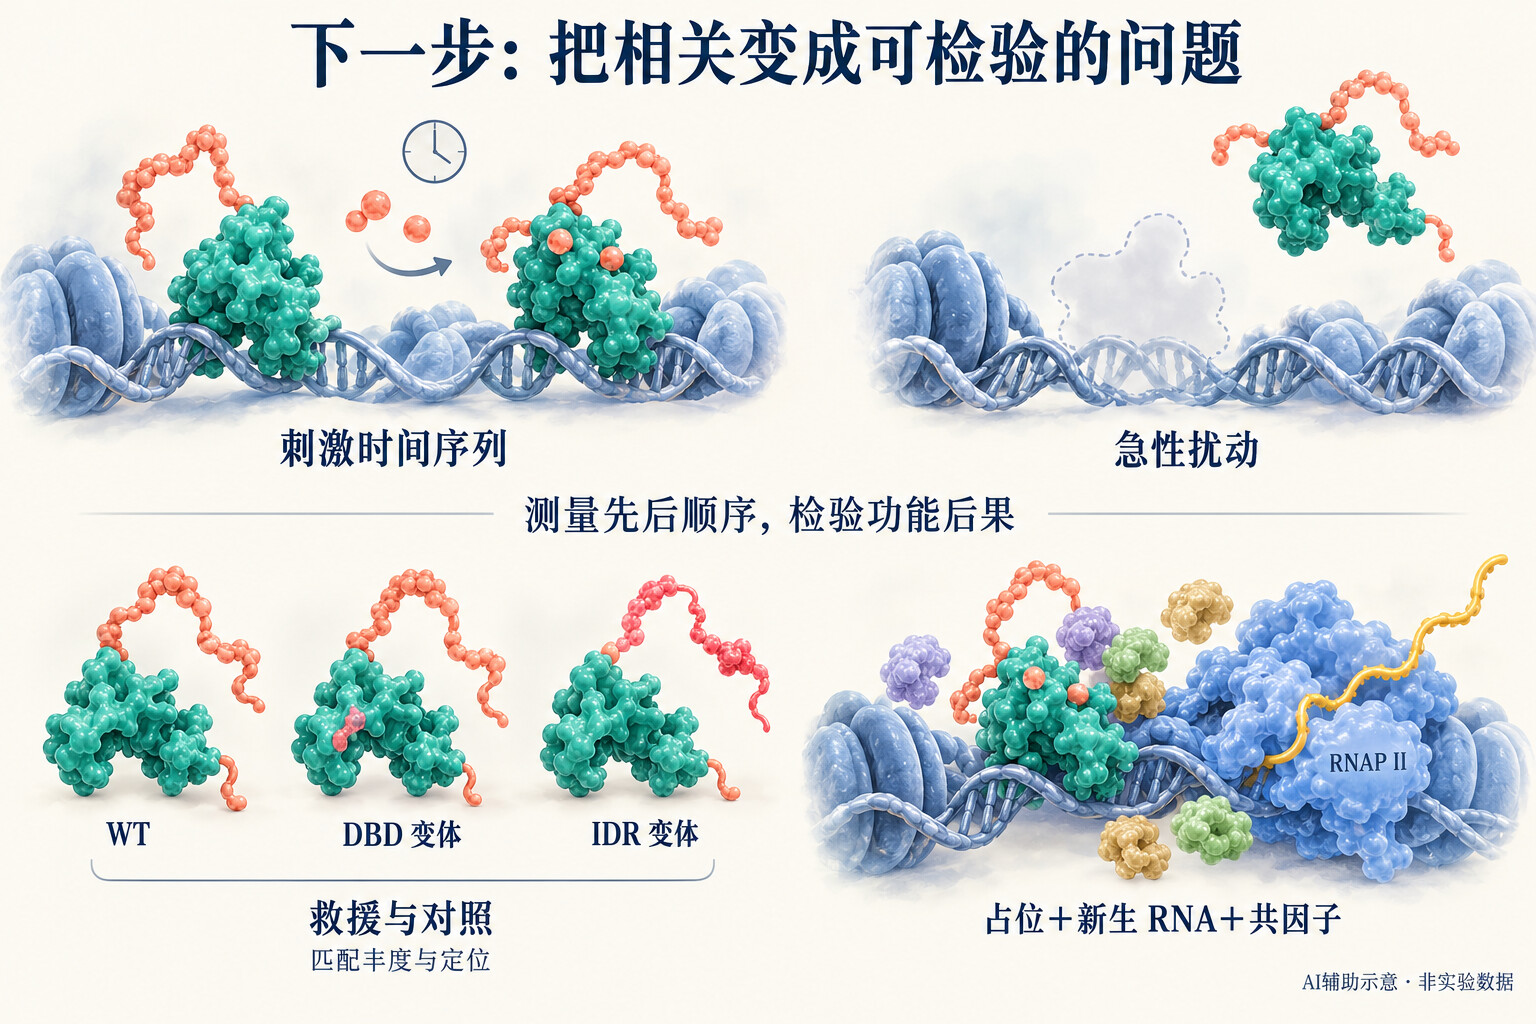 下一步：把相关变成可检验的问题
刺激时间序列
急性扰动
测量先后顺序，检验功能后果
WT
DBD 变体
IDR 变体
救援与对照
匹配丰度与定位
RNAP II
占位＋新生 RNA＋共因子
AI辅助示意 · 非实验数据